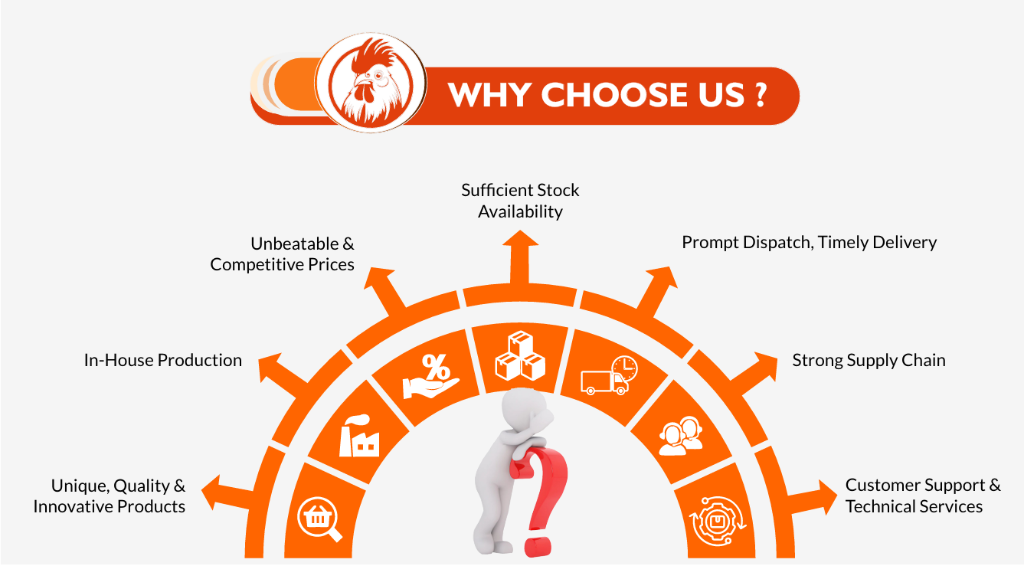 WHY CHOOSE US ?
Sufficient Stock
Availability
Unbeatable &
Competitive Prices
Prompt Dispatch, Timely Delivery
In-House Production
Strong Supply Chain
Unique, Quality &
Innovative Products
Customer Support &
Technical Services
%
?